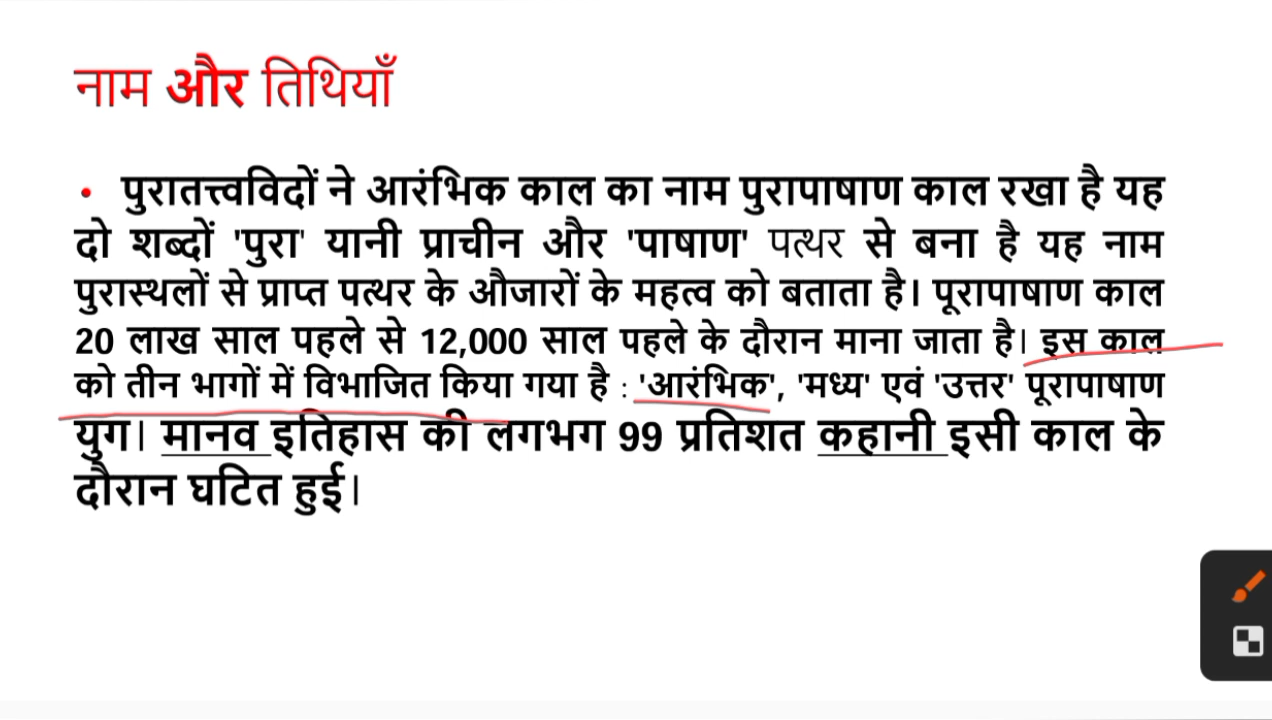 नाम और तिथियाँ
• पुरातत्त्वविदों ने आरंभिक काल का नाम पुरापाषाण काल रखा है यह
दो शब्दों 'पुरा' यानी प्राचीन और 'पाषाण' पत्थर से बना है यह नाम
पुरास्थलों से प्राप्त पत्थर के औजारों के महत्व को बताता है। पूरापाषाण काल
20 लाख साल पहले से 12,000 साल पहले के दौरान माना जाता है। इस काल
को तीन भागों में विभाजित किया गया है : 'आरंभिक', 'मध्य' एवं 'उत्तर' पूरापाषाण
युग। मानव इतिहास की लगभग 99 प्रतिशत कहानी इसी काल के
दौरान घटित हुई।